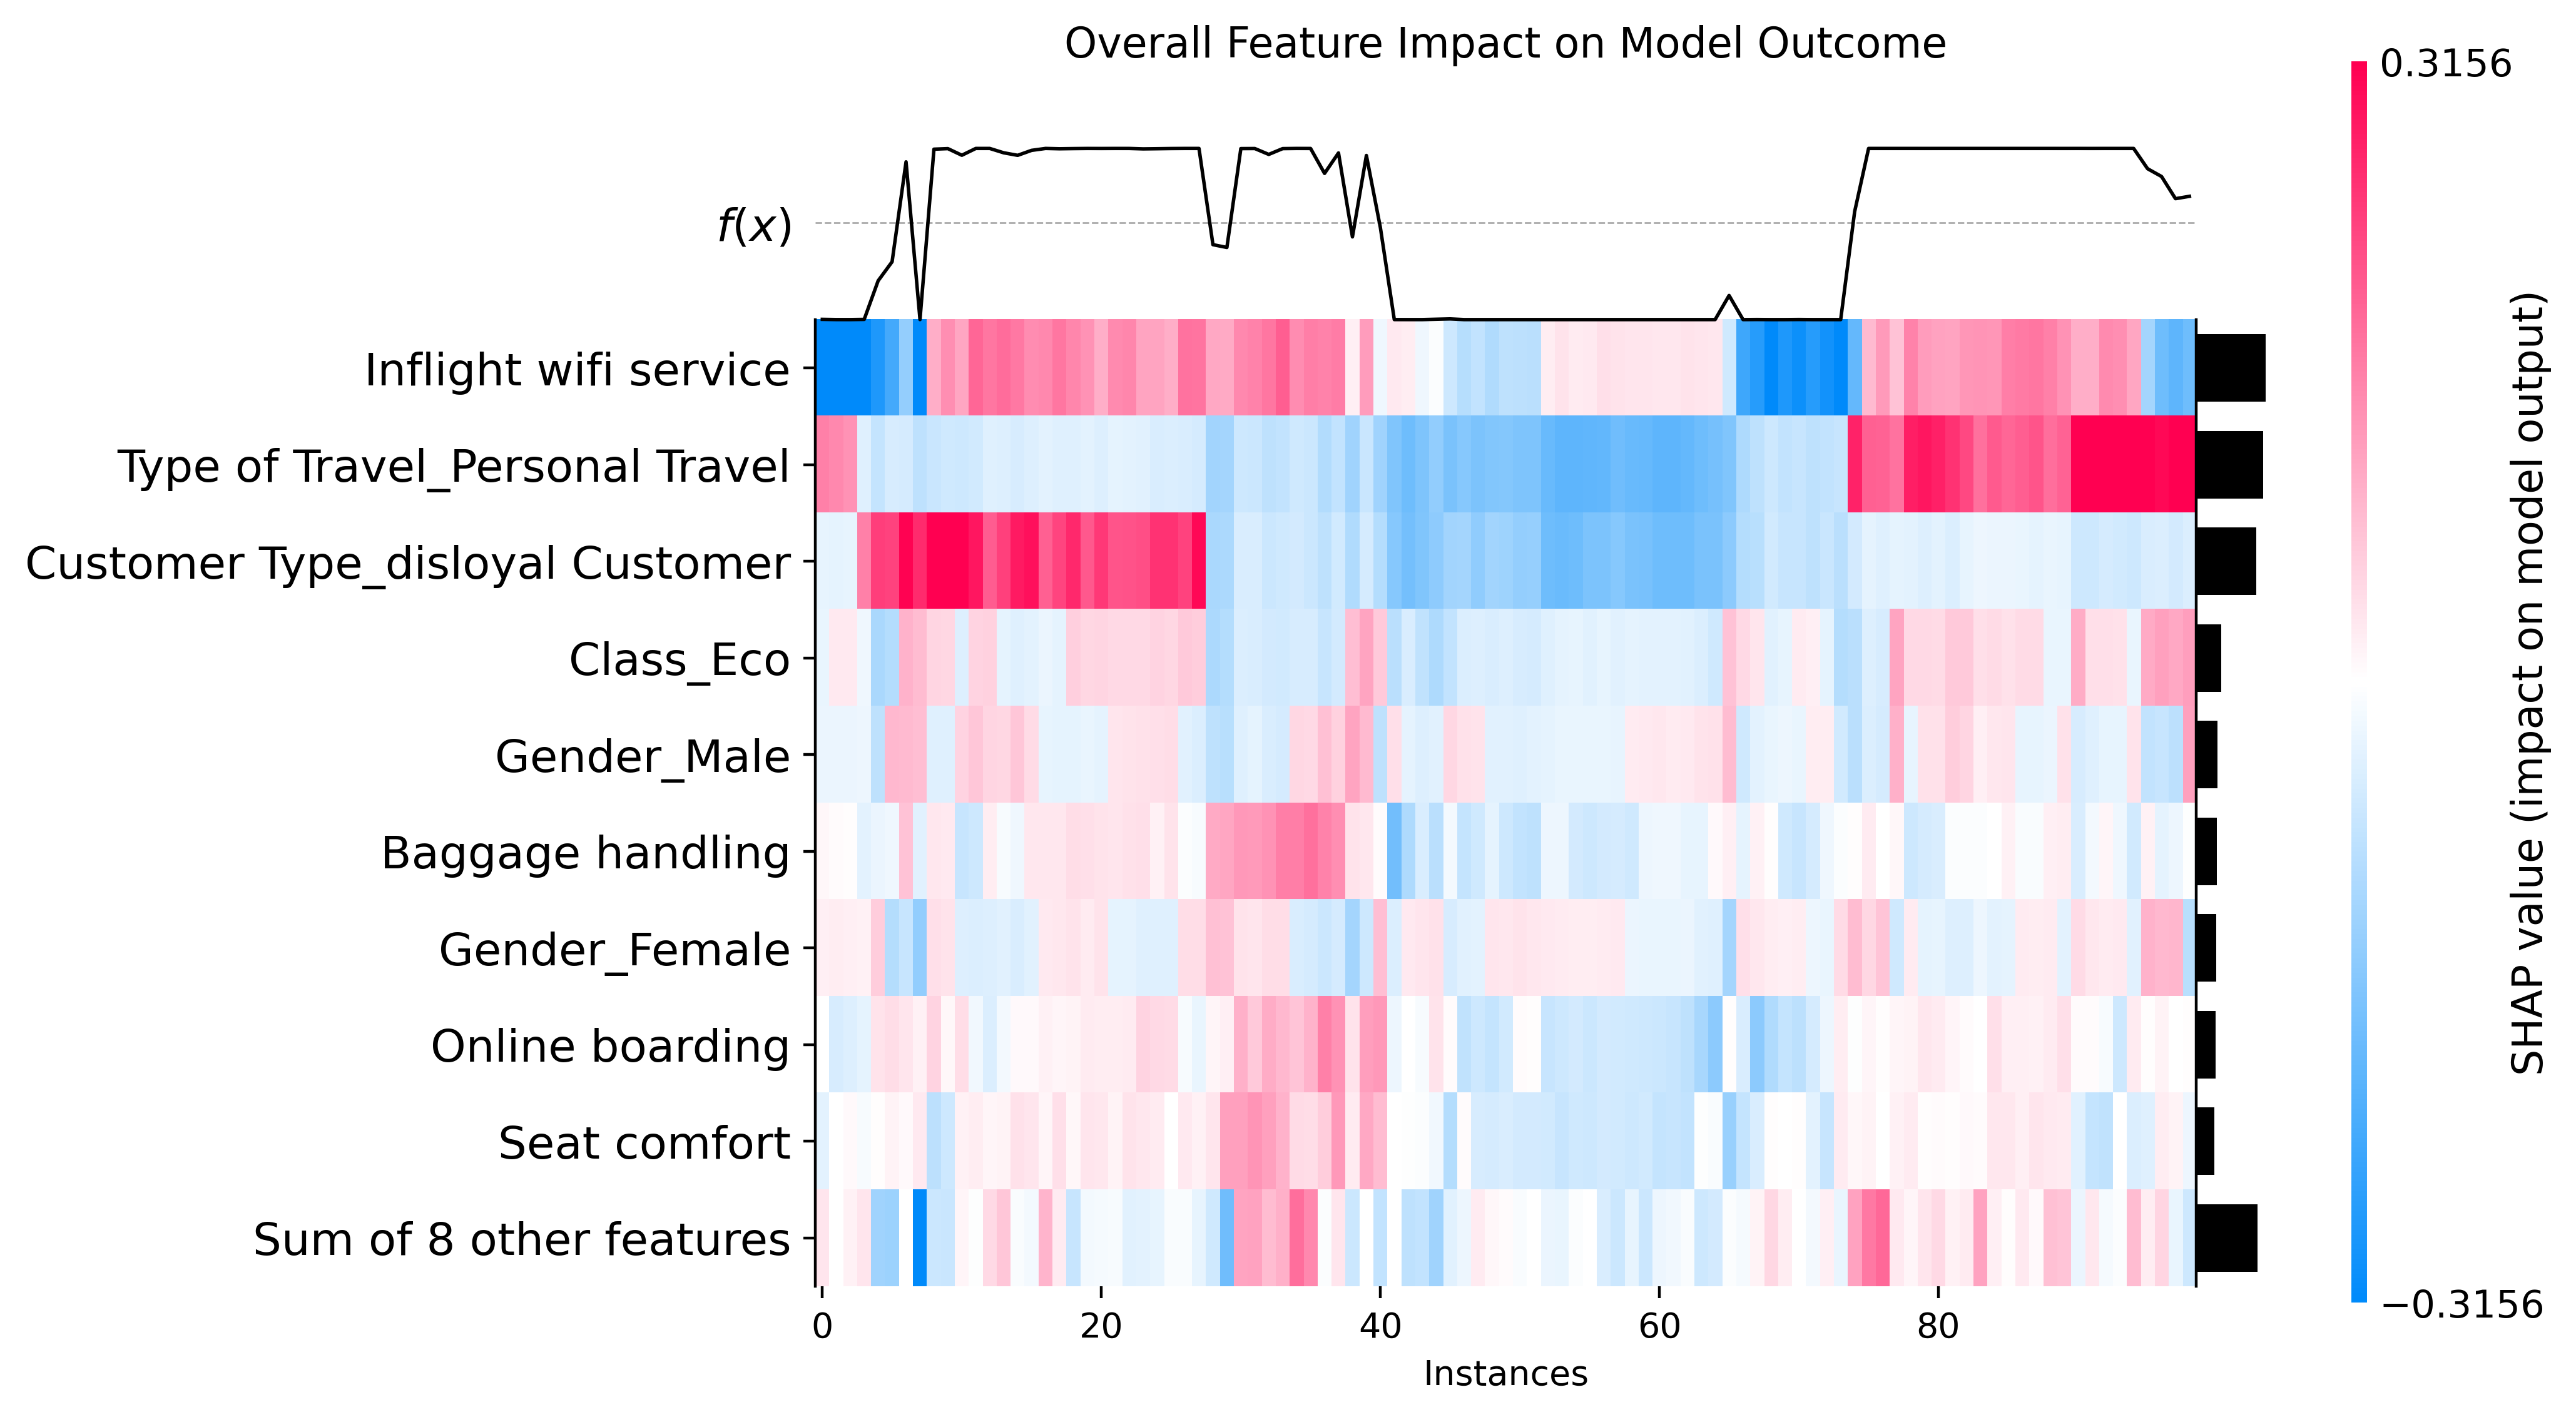 Overall Feature Impact on Model Outcome
0.3156
f(x)
Inflight wifi service
Type of Travel_Personal Travel
Customer Type_disloyal Customer
Class_Eco
Gender_Male
Baggage handling
Gender_Female
Online boarding
Seat comfort
Sum of 8 other features
SHAP value (impact on model output)
−0.3156
0 20 40 60 80
Instances